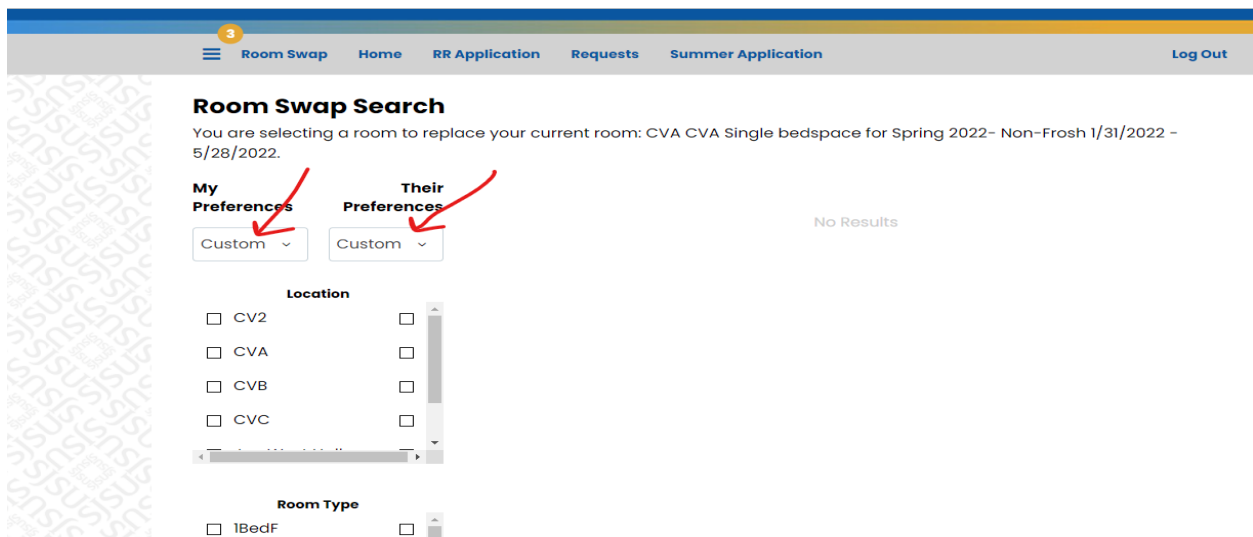 3
Room Swap Home RR Application Requests Summer Application Log Out
Room Swap Search
You are selecting a room to replace your current room: CVA CVA Single bedspace for Spring 2022- Non-Frosh 1/31/2022 -
5/28/2022.
My Their
Preferences Preferences
No Results
Custom Custom
Location
CV2
CVA
CVB
CVC
Room Type
1BedF